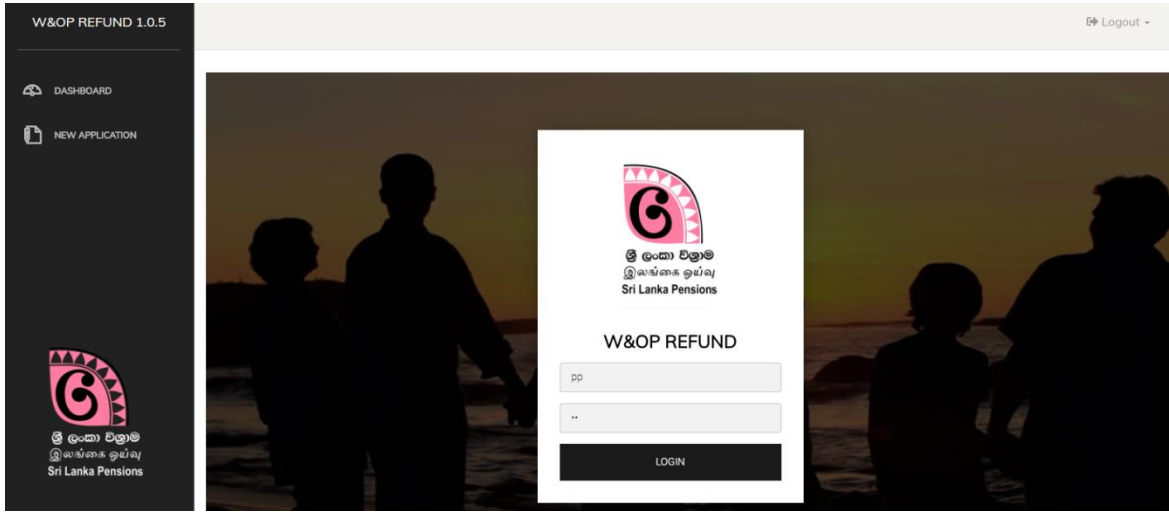 W&OP REFUND 1.0.5
Logout
DASHBOARD
NEW APPLICATION
ශ්‍රී ලංකා විශ්‍රාම
இலங்கை ஓய்வு
Sri Lanka Pensions
W&OP REFUND
pp
••
LOGIN
ශ්‍රී ලංකා විශ්‍රාම
இலங்கை ஓய்வு
Sri Lanka Pensions